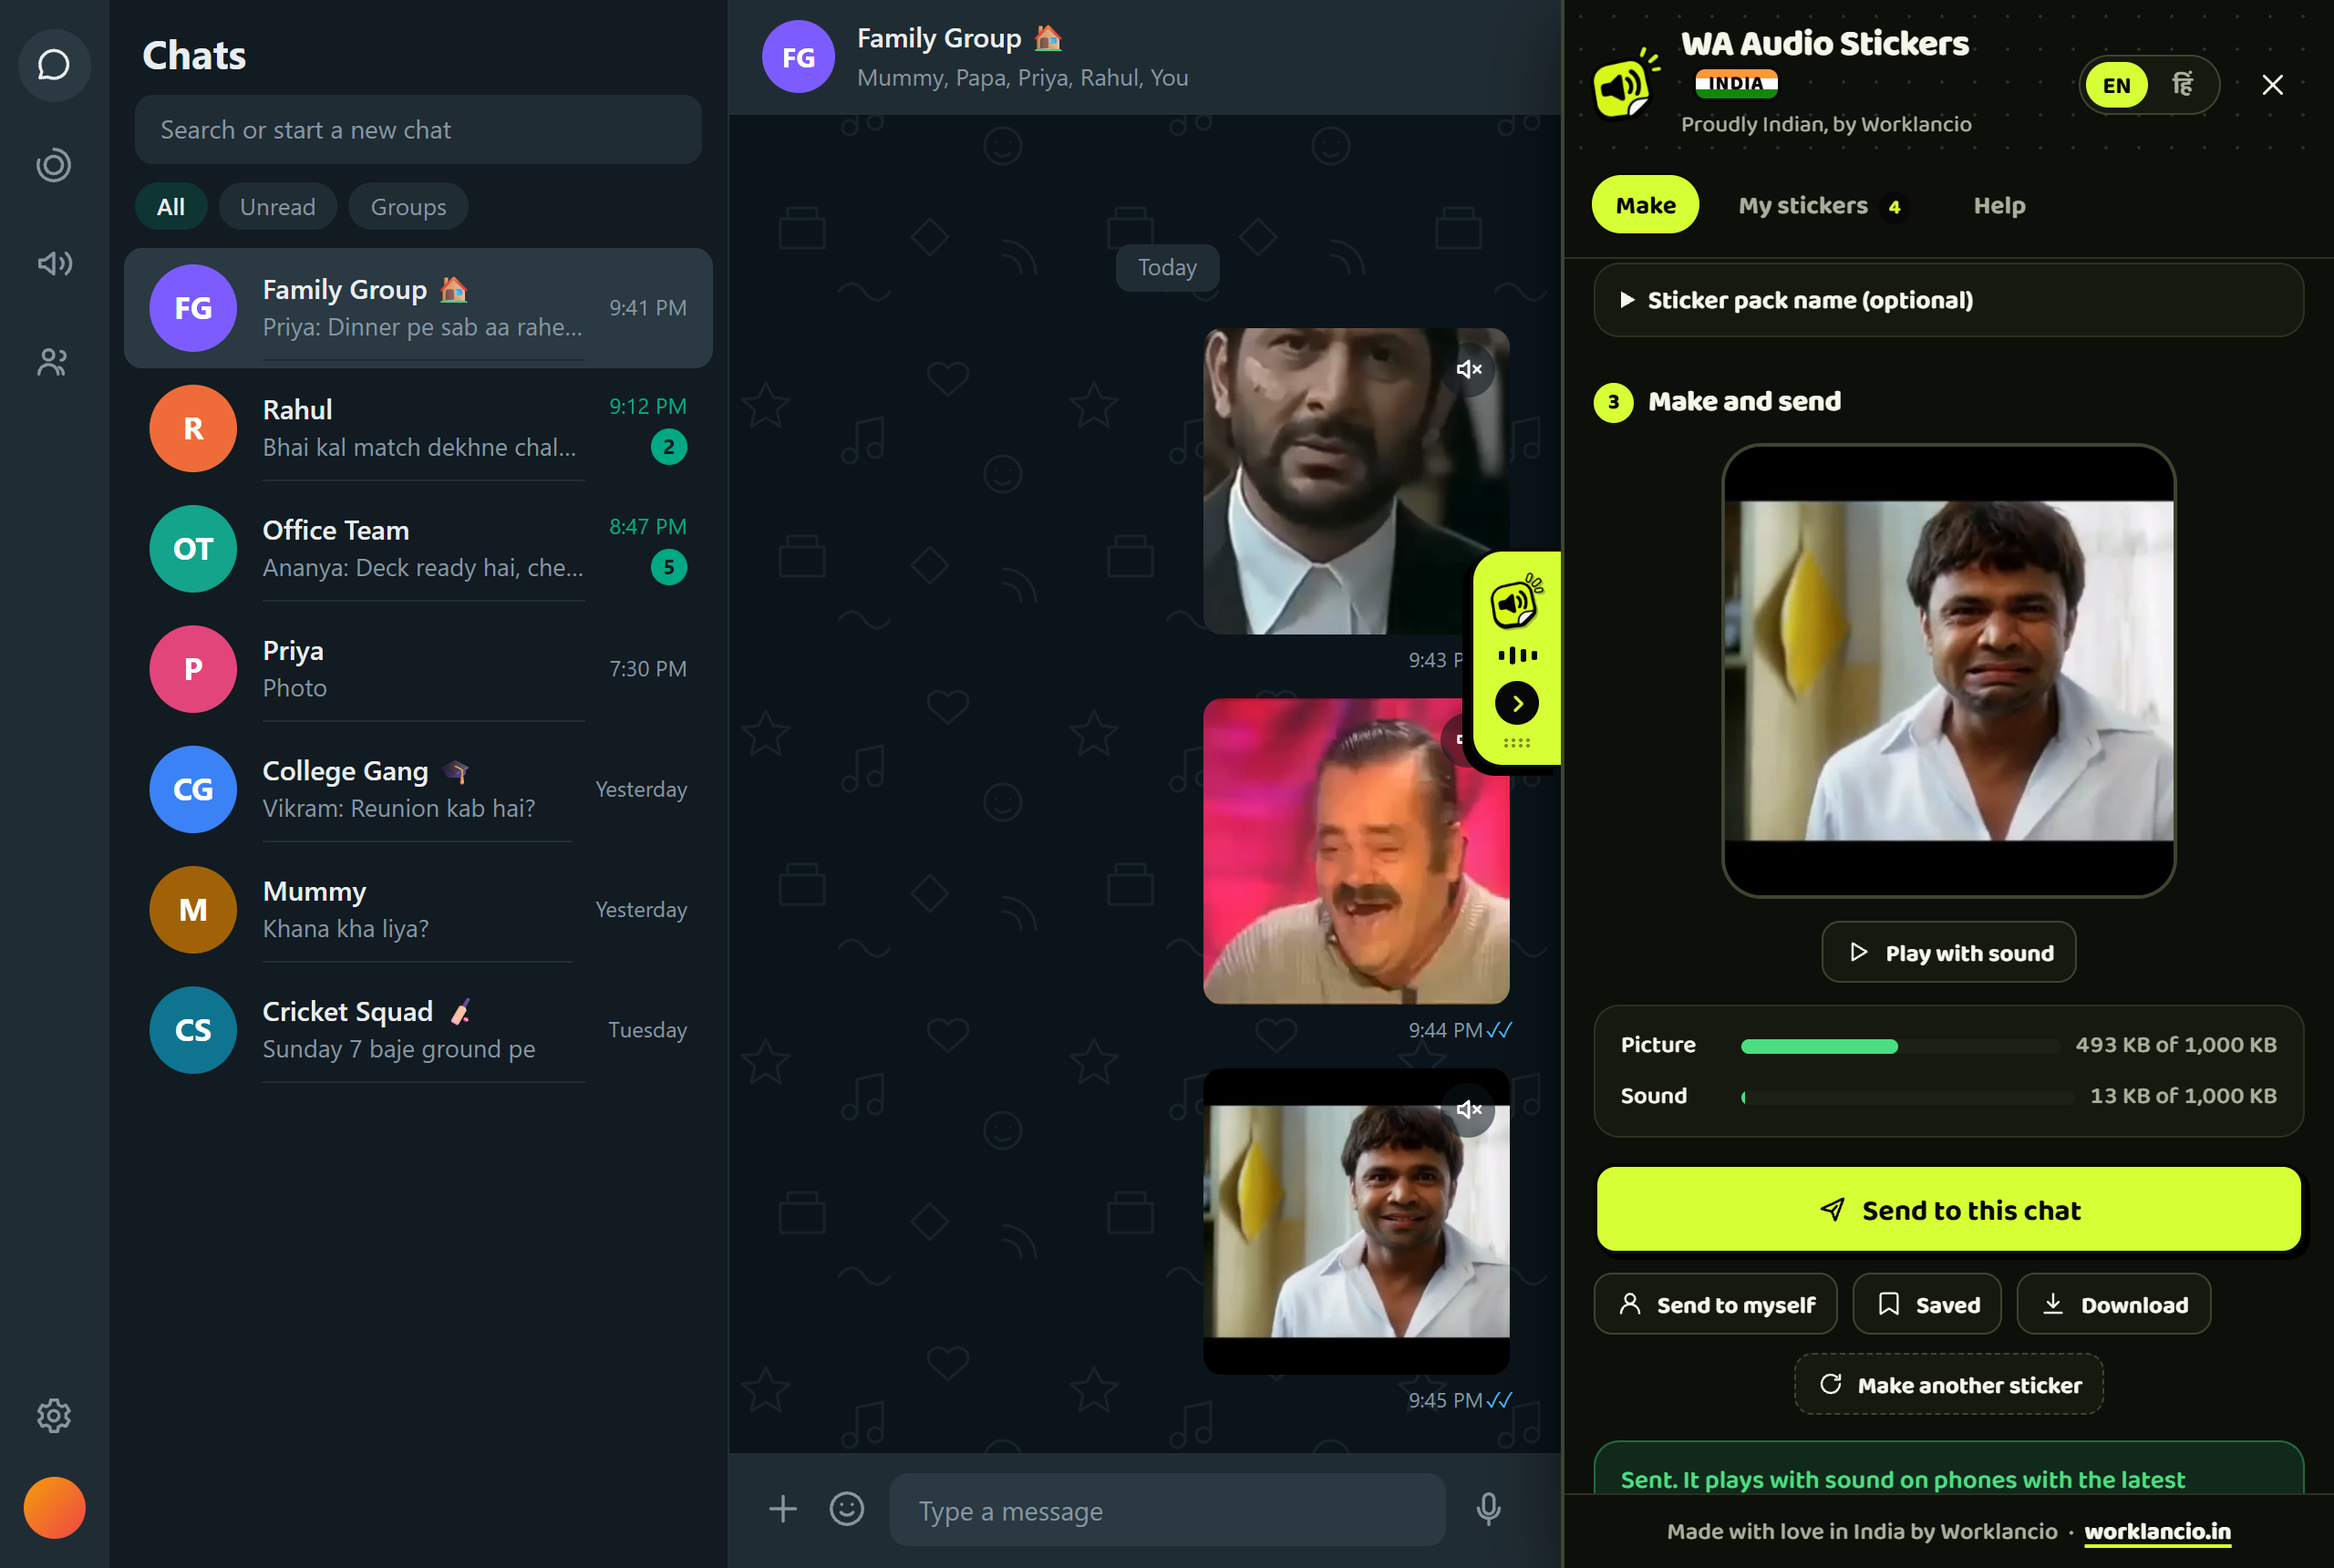 Chats
Search or start a new chat
All
Unread
Groups
FG
Family Group
9:41 PM
Priya: Dinner pe sab aa rahe...
R
Rahul
9:12 PM
Bhai kal match dekhne chal...
2
OT
Office Team
8:47 PM
Ananya: Deck ready hai, che...
5
P
Priya
7:30 PM
Photo
CG
College Gang
Yesterday
Vikram: Reunion kab hai?
M
Mummy
Yesterday
Khana kha liya?
CS
Cricket Squad
Tuesday
Sunday 7 baje ground pe
FG
Family Group
Mummy, Papa, Priya, Rahul, You
Today
9:43 P
9:44 PM
9:45 PM
Type a message
WA Audio Stickers
INDIA
Proudly Indian, by Worklancio
EN
हिं
Make
My stickers 4
Help
Sticker pack name (optional)
3 Make and send
Play with sound
Picture 493 KB of 1,000 KB
Sound 13 KB of 1,000 KB
Send to this chat
Send to myself
Saved
Download
Make another sticker
Sent. It plays with sound on phones with the latest
Made with love in India by Worklancio · worklancio.in